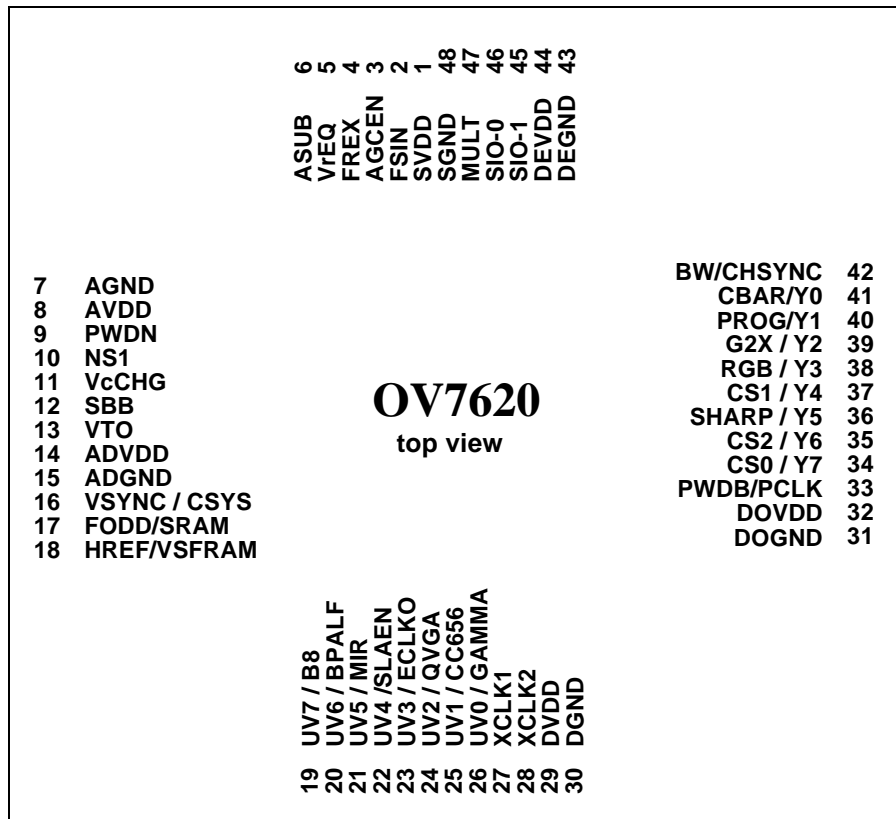 6 ASUB
5 VrEQ
4 FREX
3 AGCEN
2 FSIN
1 SVDD
48 SGND
47 MULT
46 SIO-0
45 SIO-1
44 DEVDD
43 DEGND
7 AGND
8 AVDD
9 PWDN
10 NS1
11 VcCHG
12 SBB
13 VTO
14 ADVDD
15 ADGND
16 VSYNC / CSYS
17 FODD/SRAM
18 HREF/VSFRAM
OV7620
top view
BW/CHSYNC 42
CBAR/Y0 41
PROG/Y1 40
G2X / Y2 39
RGB / Y3 38
CS1 / Y4 37
SHARP / Y5 36
CS2 / Y6 35
CS0 / Y7 34
PWDB/PCLK 33
DOVDD 32
DOGND 31
19 UV7 / B8
20 UV6 / BPALF
21 UV5 / MIR
22 UV4 /SLAEN
23 UV3 / ECLKO
24 UV2 / QVGA
25 UV1 / CC656
26 UV0 / GAMMA
27 XCLK1
28 XCLK2
29 DVDD
30 DGND